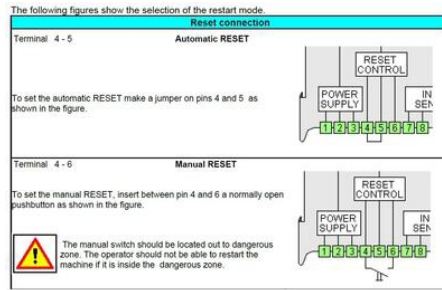 The following figures show the selection of the restart mode.
Reset connection
Terminal 4 - 5 Automatic RESET
To set the automatic RESET make a jumper on pins 4 and 5 as
shown in the figure.
RESET
CONTROL
POWER
SUPPLY
IN
SEN
1 2 3 4 5 6 7 8
Terminal 4 - 6 Manual RESET
To set the manual RESET, insert between pin 4 and 6 a normally open
pushbutton as shown in the figure.
The manual switch should be located out to dangerous
zone. The operator should not be able to restart the
machine if it is inside the dangerous zone.
RESET
CONTROL
POWER
SUPPLY
IN
SEN
1 2 3 4 5 6 7 8